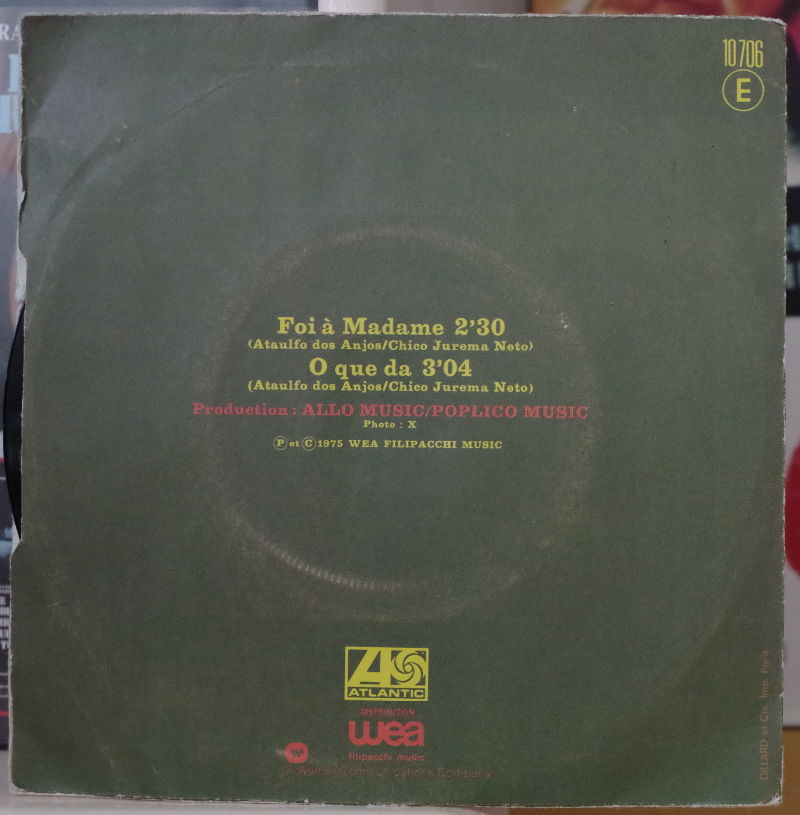 10 706
E
Foi à Madame 2'30
(Ataulfo dos Anjos/Chico Jurema Neto)
O que da 3'04
(Ataulfo dos Anjos/Chico Jurema Neto)
Production : ALLO MUSIC/POPLICO MUSIC
Photo : X
Ⓟ et Ⓒ 1975 WEA FILIPACCHI MUSIC
ATLANTIC
DISTRIBUTION
wea
filipacchi music
A Warner Communications Company
DILLARD et Cie. Imp. Paris